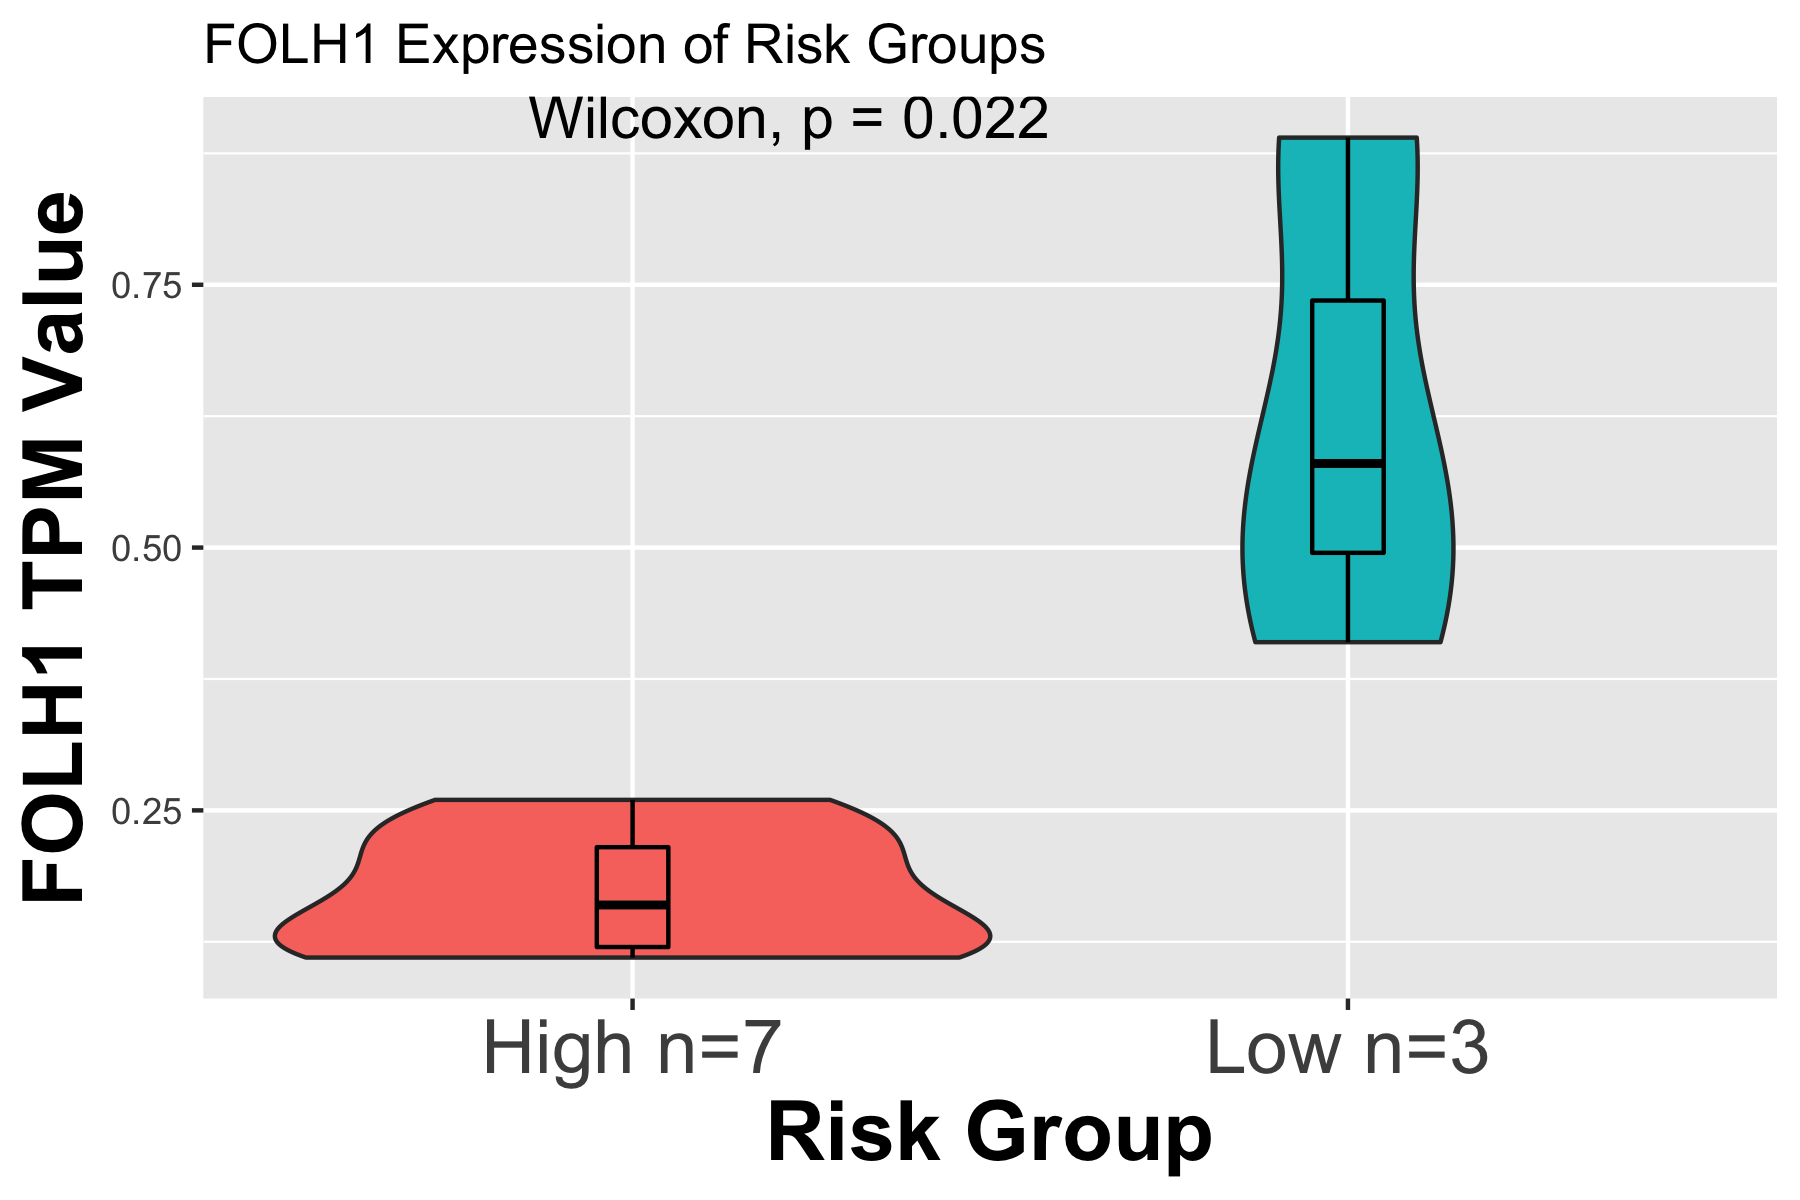 FOLH1 Expression of Risk Groups
Wilcoxon, p = 0.022
FOLH1 TPM Value
0.75
0.50
0.25
High n=7
Low n=3
Risk Group